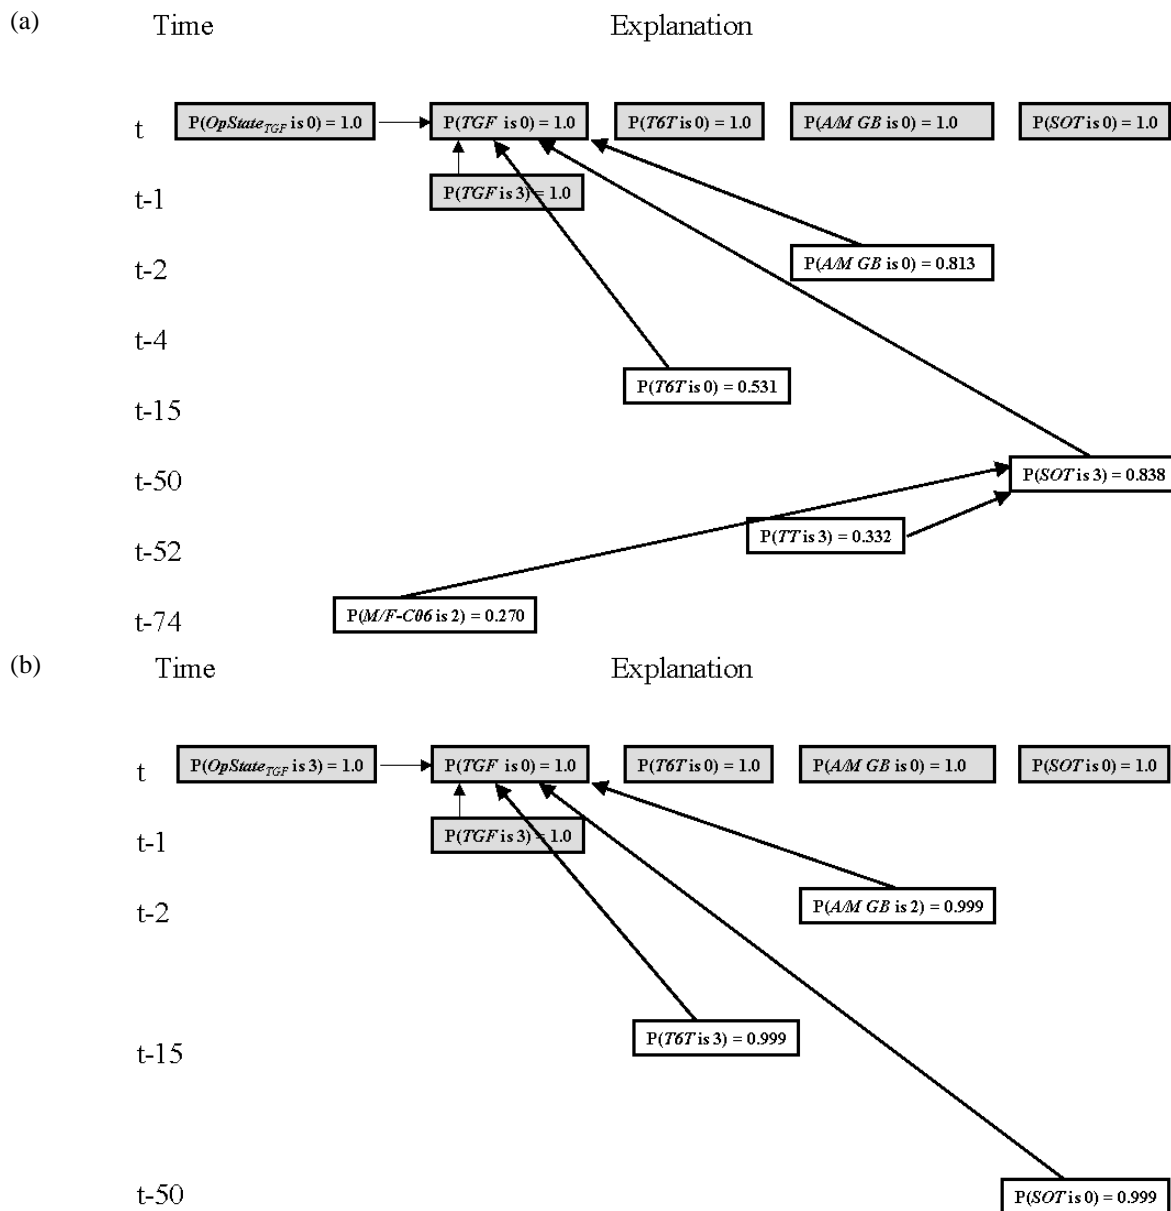 (a)
Time Explanation
t P(OpState_TGF is 0) = 1.0 P(TGF is 0) = 1.0 P(T6T is 0) = 1.0 P(A/M GB is 0) = 1.0 P(SOT is 0) = 1.0
t-1 P(TGF is 3) = 1.0
t-2 P(A/M GB is 0) = 0.813
t-4
P(T6T is 0) = 0.531
t-15
t-50 P(SOT is 3) = 0.838
t-52 P(TT is 3) = 0.332
t-74 P(M/F-C06 is 2) = 0.270
(b)
Time Explanation
t P(OpState_TGF is 3) = 1.0 P(TGF is 0) = 1.0 P(T6T is 0) = 1.0 P(A/M GB is 0) = 1.0 P(SOT is 0) = 1.0
t-1 P(TGF is 3) = 1.0
t-2 P(A/M GB is 2) = 0.999
t-15 P(T6T is 3) = 0.999
t-50 P(SOT is 0) = 0.999